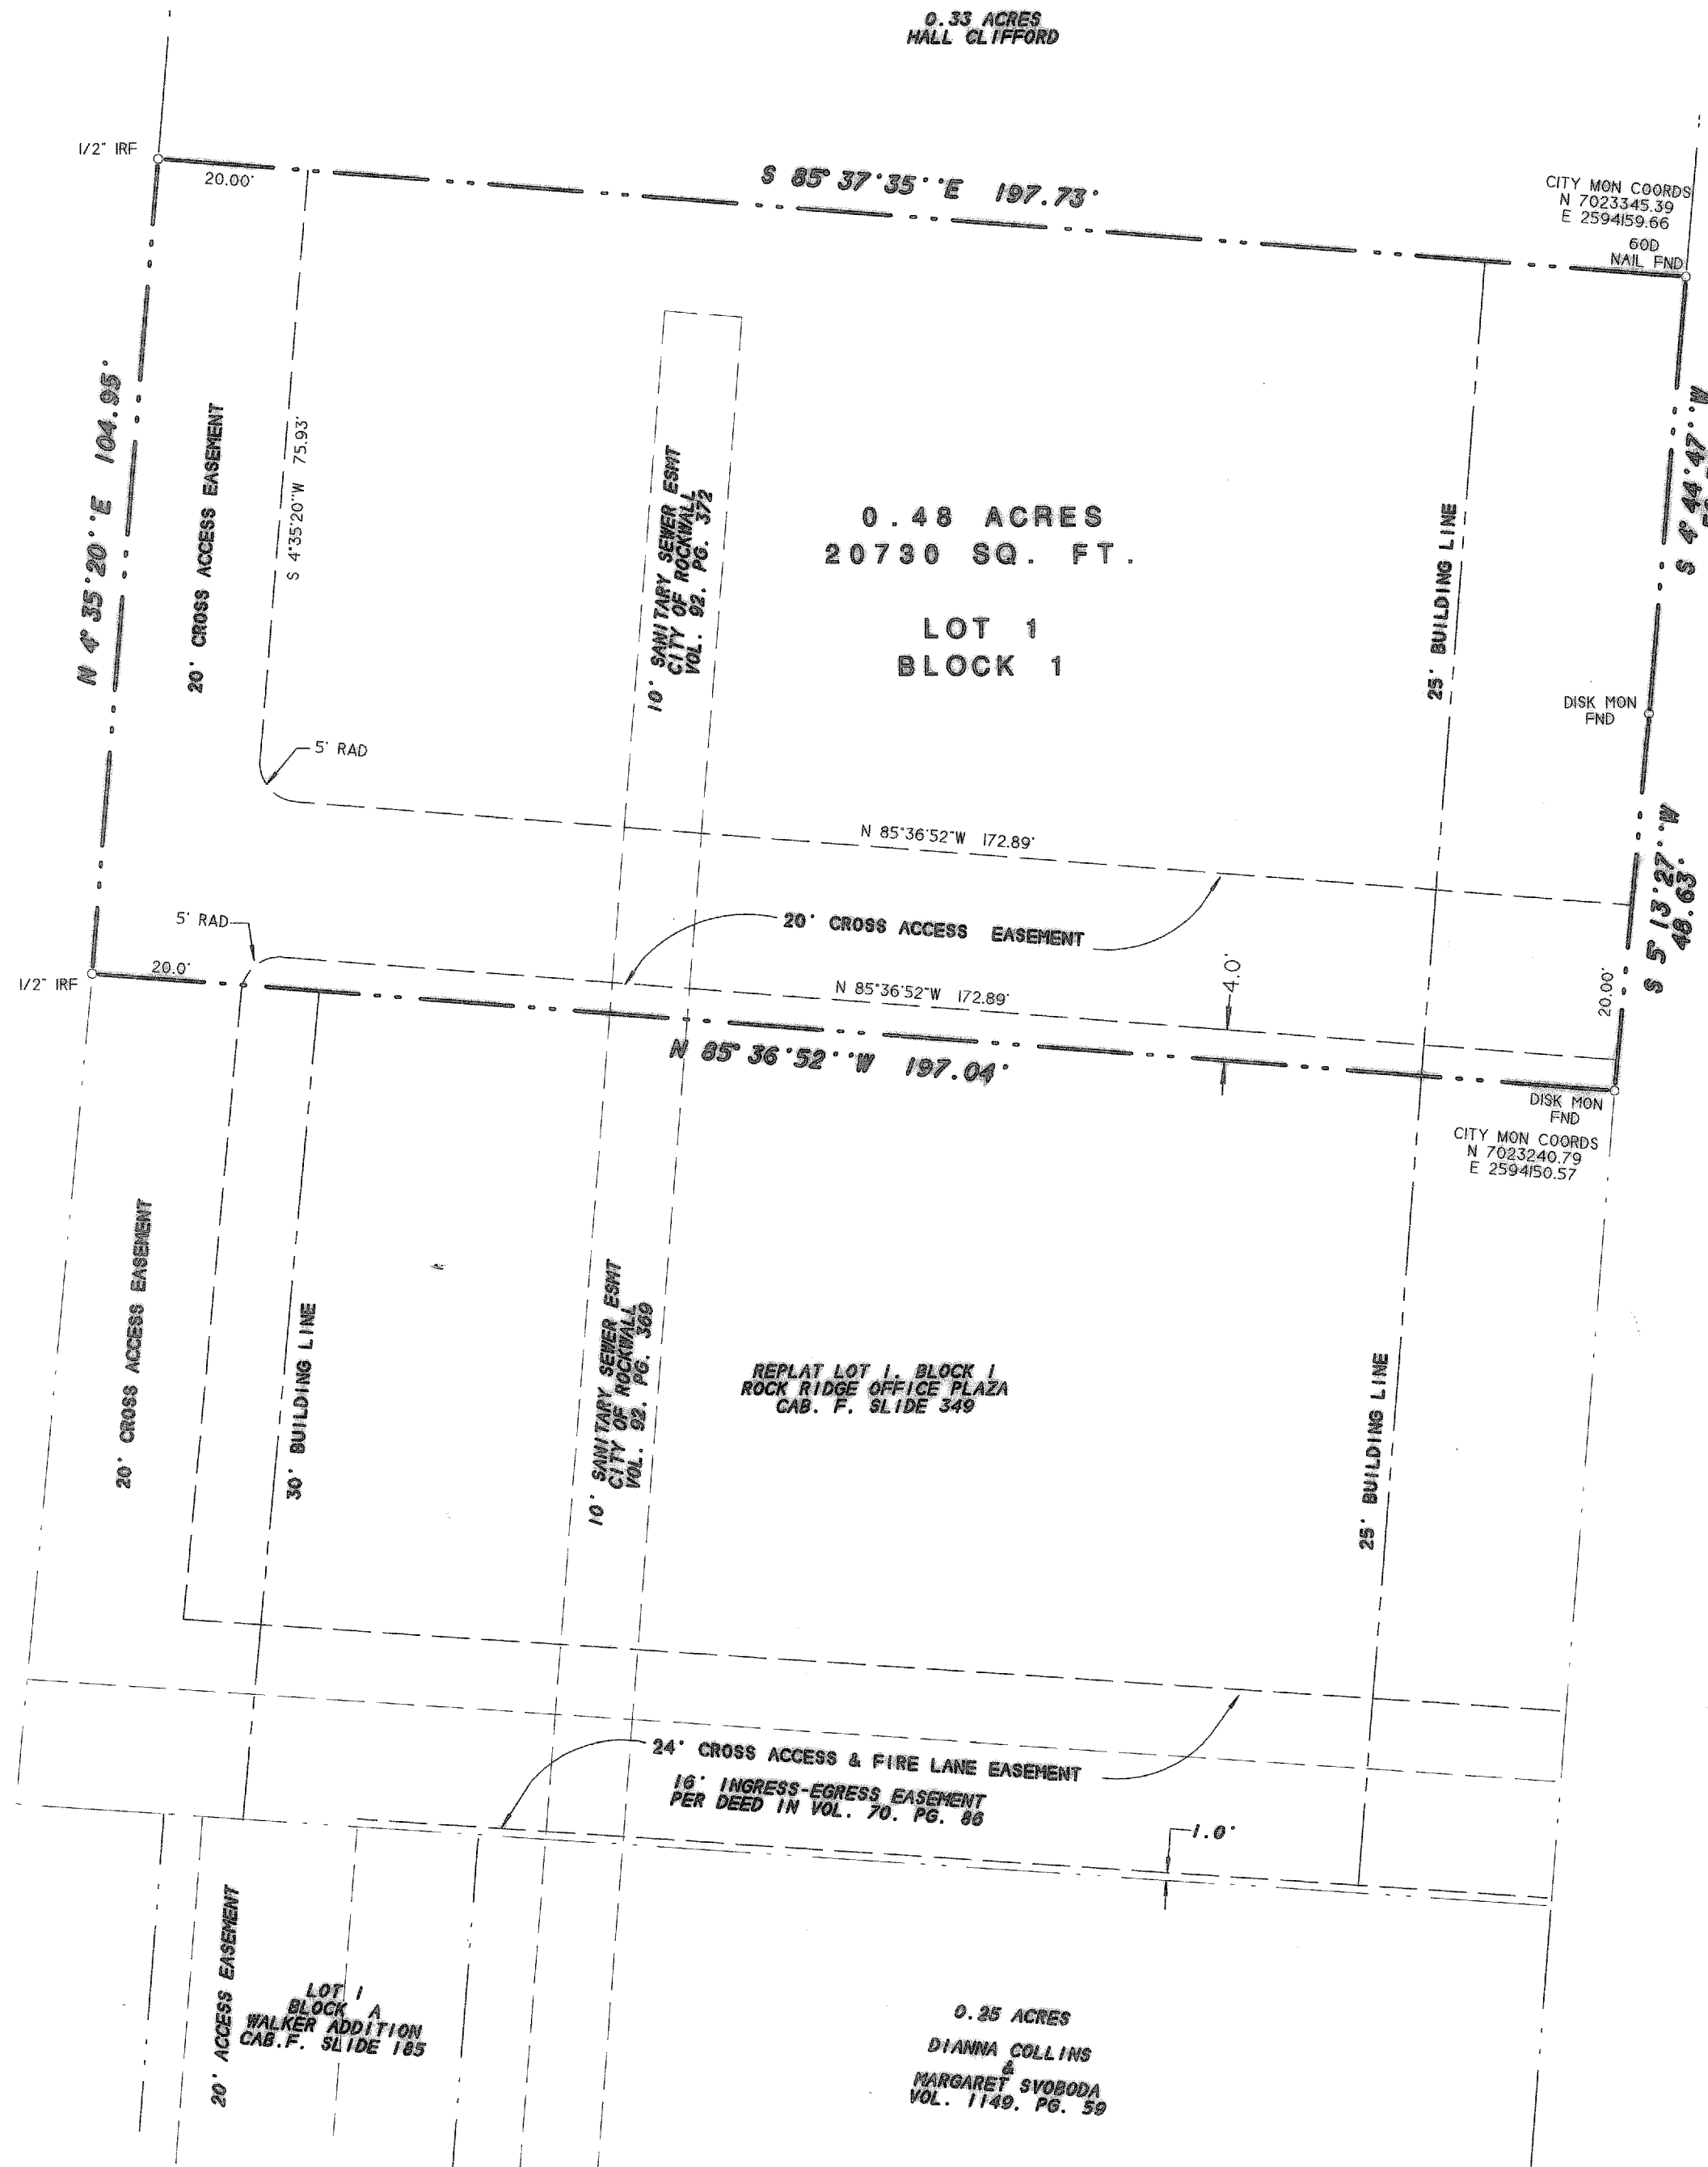 0.33 ACRES
HALL CLIFFORD
1/2" IRF
20.00'
S 85°37'35''E 197.73'
CITY MON COORDS
N 7023345.39
E 2594159.66
60D
NAIL FND
N 4°35'20''E 104.95'
20' CROSS ACCESS EASEMENT
S 4°35'20"W 75.93'
10' SANITARY SEWER ESMT
CITY OF ROCKWALL
VOL. 92. PG. 372
0.48 ACRES
20730 SQ. FT.
LOT 1
BLOCK 1
25' BUILDING LINE
S 4°44'47''W
DISK MON
FND
5' RAD
N 85°36'52"W 172.89'
S 5°13'27''W
48.63'
20' CROSS ACCESS EASEMENT
5' RAD
20.0'
1/2" IRF
N 85°36'52"W 172.89'
4.0'
20.00'
N 85°36'52''W 197.04'
DISK MON
FND
CITY MON COORDS
N 7023240.79
E 2594150.57
20' CROSS ACCESS EASEMENT
30' BUILDING LINE
10' SANITARY SEWER ESMT
CITY OF ROCKWALL
VOL. 92. PG. 369
REPLAT LOT 1. BLOCK 1
ROCK RIDGE OFFICE PLAZA
CAB. F. SLIDE 349
25' BUILDING LINE
24' CROSS ACCESS & FIRE LANE EASEMENT
16' INGRESS-EGRESS EASEMENT
PER DEED IN VOL. 70. PG. 86
1.0'
20' ACCESS EASEMENT
LOT 1
BLOCK A
WALKER ADDITION
CAB.F. SLIDE 185
0.25 ACRES
DIANNA COLLINS
&
MARGARET SVOBODA
VOL. 1149. PG. 59